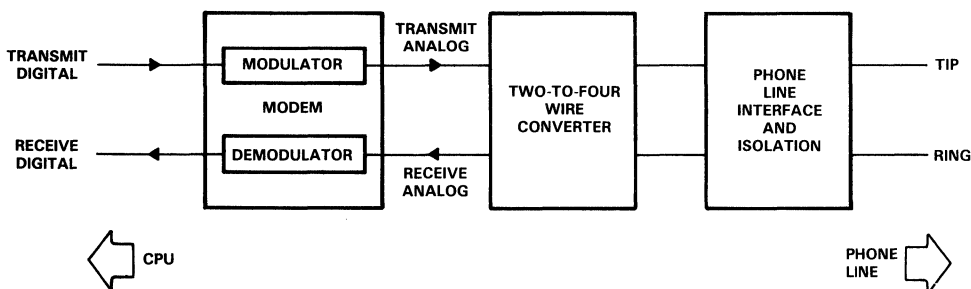 TRANSMIT
DIGITAL
MODULATOR
TRANSMIT
ANALOG
MODEM
RECEIVE
DIGITAL
DEMODULATOR
RECEIVE
ANALOG
TWO-TO-FOUR
WIRE
CONVERTER
PHONE
LINE
INTERFACE
AND
ISOLATION
TIP
RING
CPU
PHONE
LINE